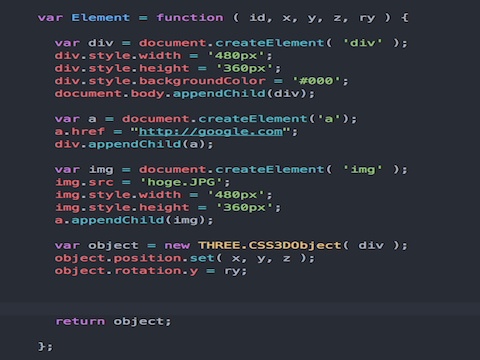 var Element = function ( id, x, y, z, ry ) {
var div = document.createElement( 'div' );
div.style.width = '480px';
div.style.height = '360px';
div.style.backgroundColor = '#000';
document.body.appendChild(div);
var a = document.createElement('a');
a.href = "http://google.com";
div.appendChild(a);
var img = document.createElement( 'img' );
img.src = 'hoge.JPG';
img.style.width = '480px';
img.style.height = '360px';
a.appendChild(img);
var object = new THREE.CSS3DObject( div );
object.position.set( x, y, z );
object.rotation.y = ry;
return object;
};